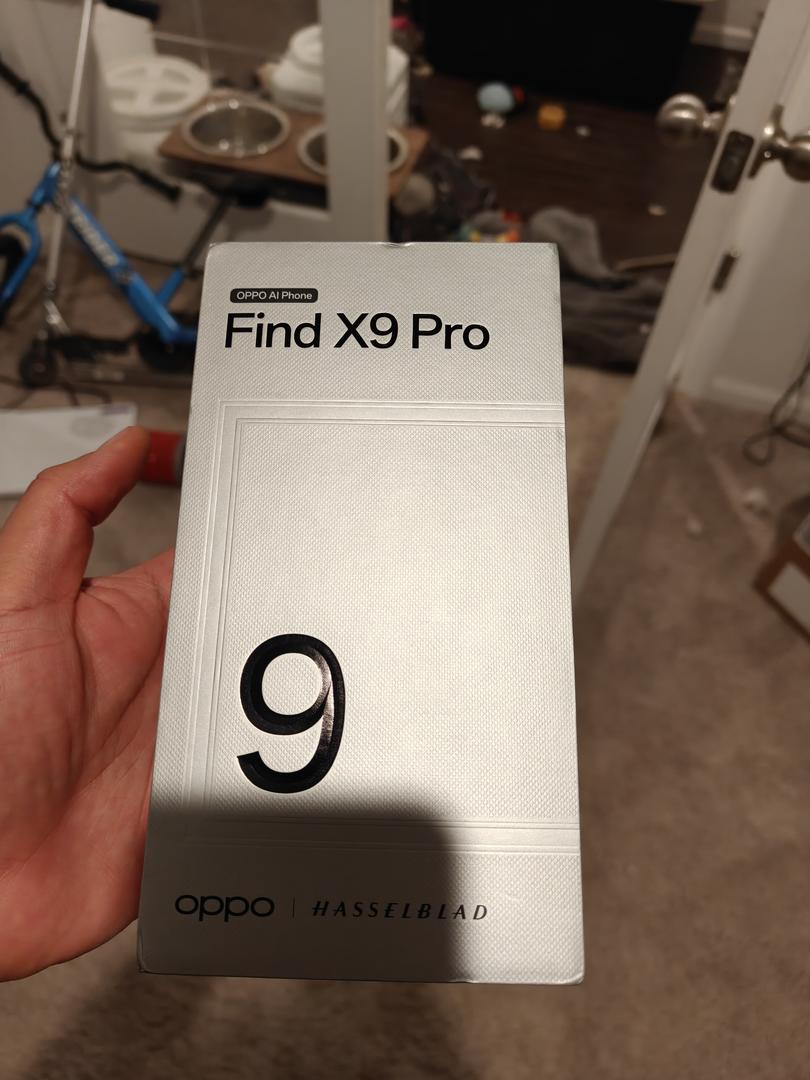 OPPO AI Phone
Find X9 Pro
9
oppo | HASSELBLAD